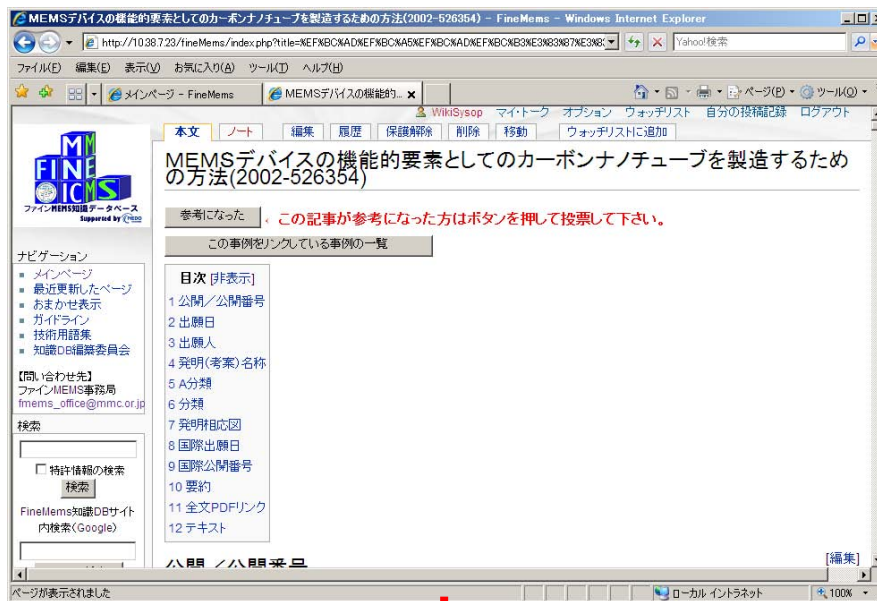 MEMSデバイスの機能的要素としてのカーボンナノチューブを製造するための方法(2002-526354) - FineMems - Windows Internet Explorer
http://10.38.7.23/fineMems/index.php?title=%EF%BC%AD%EF%BC%A5%EF%BC%AD%EF%BC%B3%E3%83%87%E3%
Yahoo!検索
ファイル(F) 編集(E) 表示(V) お気に入り(A) ツール(T) ヘルプ(H)
メインページ - FineMems
MEMSデバイスの機能的...
ページ(P) ツール(O)
WikiSysop マイ・トーク オプション ウォッチリスト 自分の投稿記録 ログアウト
本文 ノート 編集 履歴 保護解除 削除 移動 ウォッチリストに追加
FINE MEMS
ファインMEMS知識データベース
Supported by NEDO
MEMSデバイスの機能的要素としてのカーボンナノチューブを製造するため
の方法(2002-526354)
参考になった
この記事が参考になった方はボタンを押して投票して下さい。
この事例をリンクしている事例の一覧
ナビゲーション
メインページ
最近更新したページ
おまかせ表示
ガイドライン
技術用語集
知識DB編纂委員会
【問い合わせ先】
ファインMEMS事務局
fmems_office@mmc.or.jp
検索
特許情報の検索
検索
FineMems知識DBサイト
内検索(Google)
目次 [非表示]
1 公開／公開番号
2 出願日
3 出願人
4 発明(考案)名称
5 A分類
6 分類
7 発明相応図
8 国際出願日
9 国際公開番号
10 要約
11 全文PDFリンク
12 テキスト
公開／公開番号
[編集]
ページが表示されました
ローカル イントラネット
100%